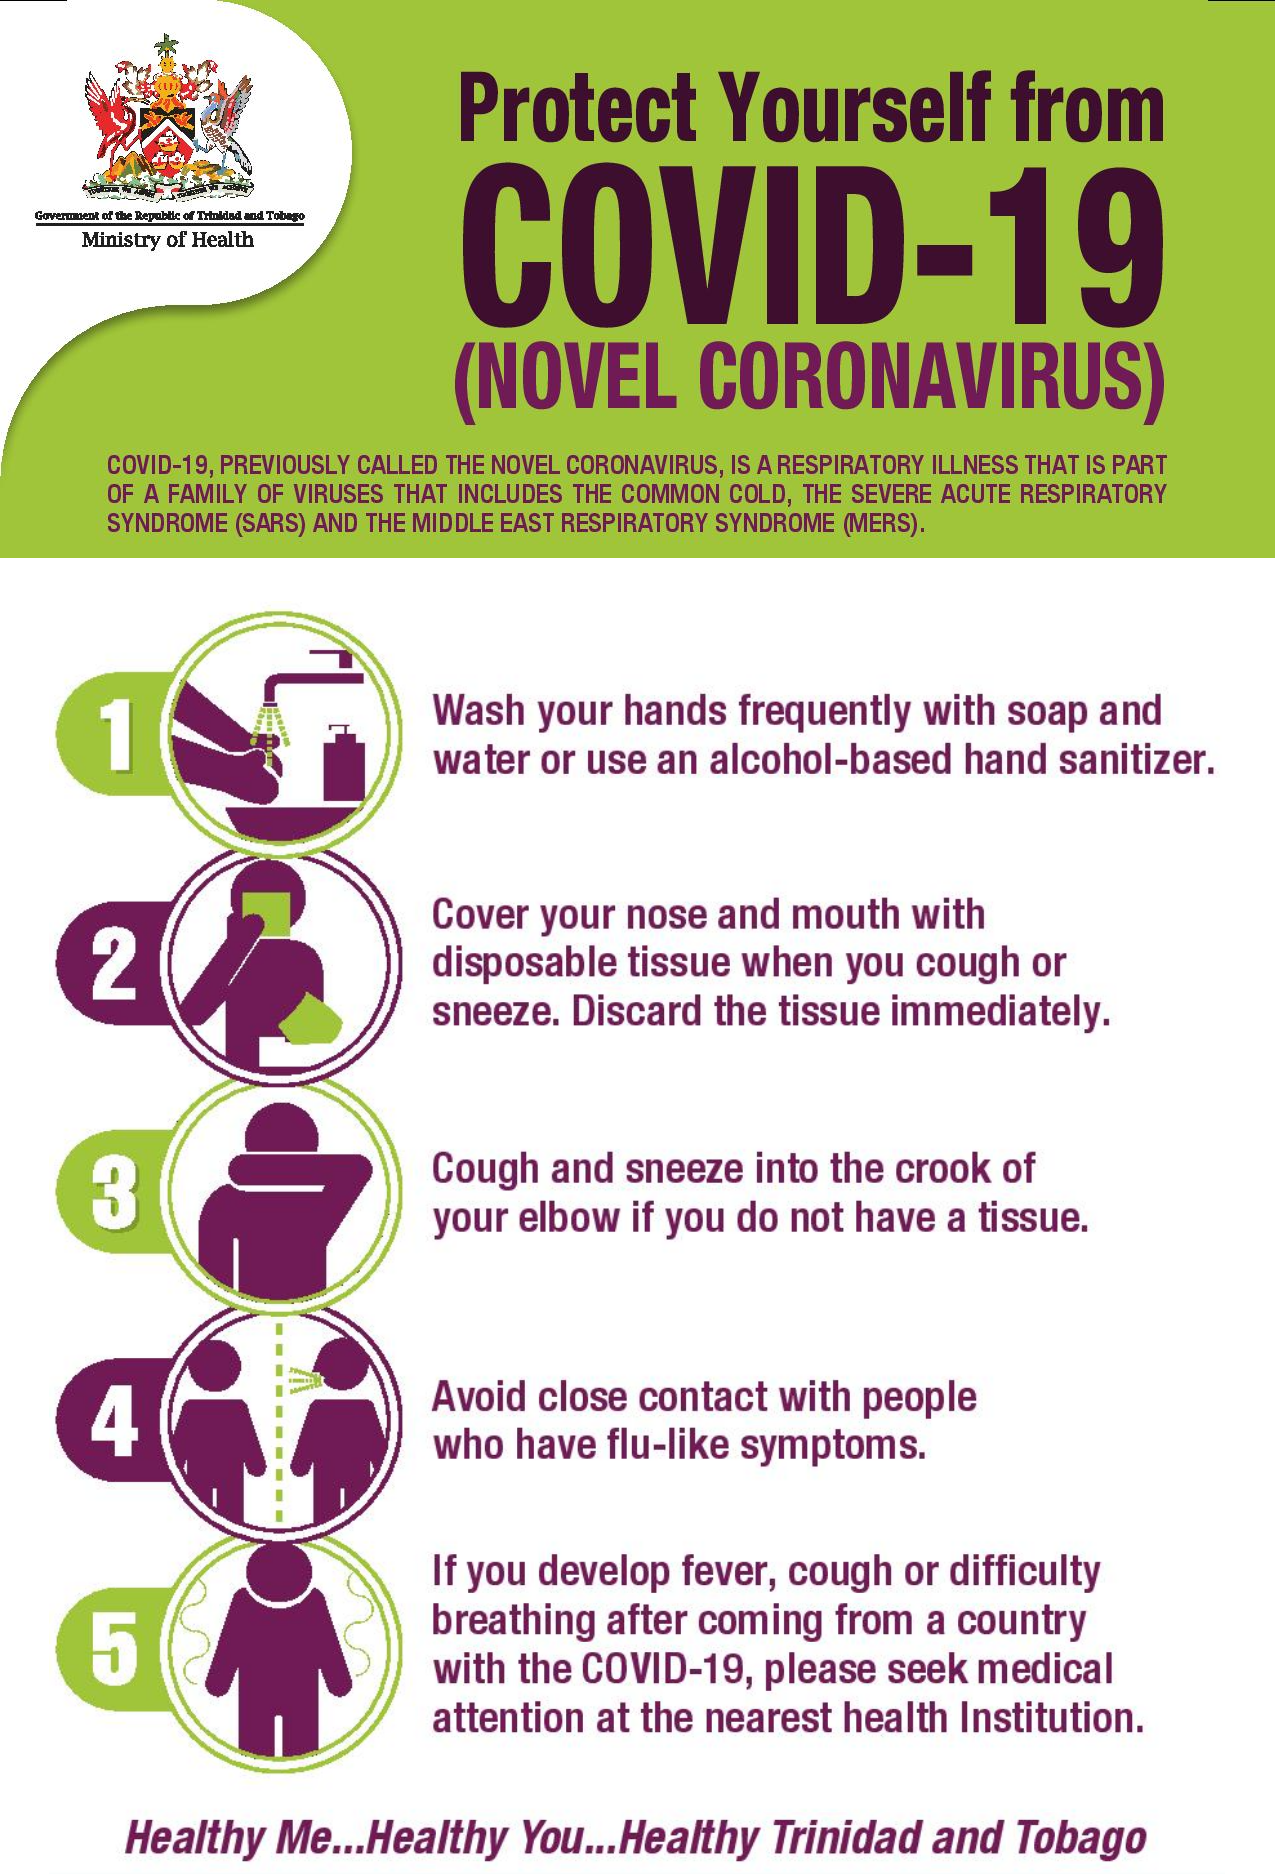 Government of the Republic of Trinidad and Tobago
Ministry of Health
Protect Yourself from
COVID-19
(NOVEL CORONAVIRUS)
COVID-19, PREVIOUSLY CALLED THE NOVEL CORONAVIRUS, IS A RESPIRATORY ILLNESS THAT IS PART
OF A FAMILY OF VIRUSES THAT INCLUDES THE COMMON COLD, THE SEVERE ACUTE RESPIRATORY
SYNDROME (SARS) AND THE MIDDLE EAST RESPIRATORY SYNDROME (MERS).
1
Wash your hands frequently with soap and
water or use an alcohol-based hand sanitizer.
2
Cover your nose and mouth with
disposable tissue when you cough or
sneeze. Discard the tissue immediately.
3
Cough and sneeze into the crook of
your elbow if you do not have a tissue.
4
Avoid close contact with people
who have flu-like symptoms.
5
If you develop fever, cough or difficulty
breathing after coming from a country
with the COVID-19, please seek medical
attention at the nearest health Institution.
Healthy Me...Healthy You...Healthy Trinidad and Tobago